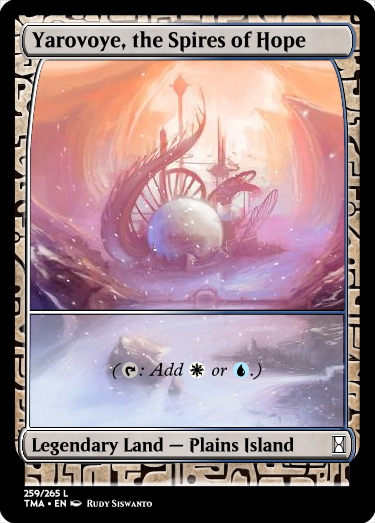 Yarovoye, the Spires of Hope
(: Add or .)
Legendary Land — Plains Island
259/265 L
TMA • EN Rudy Siswanto